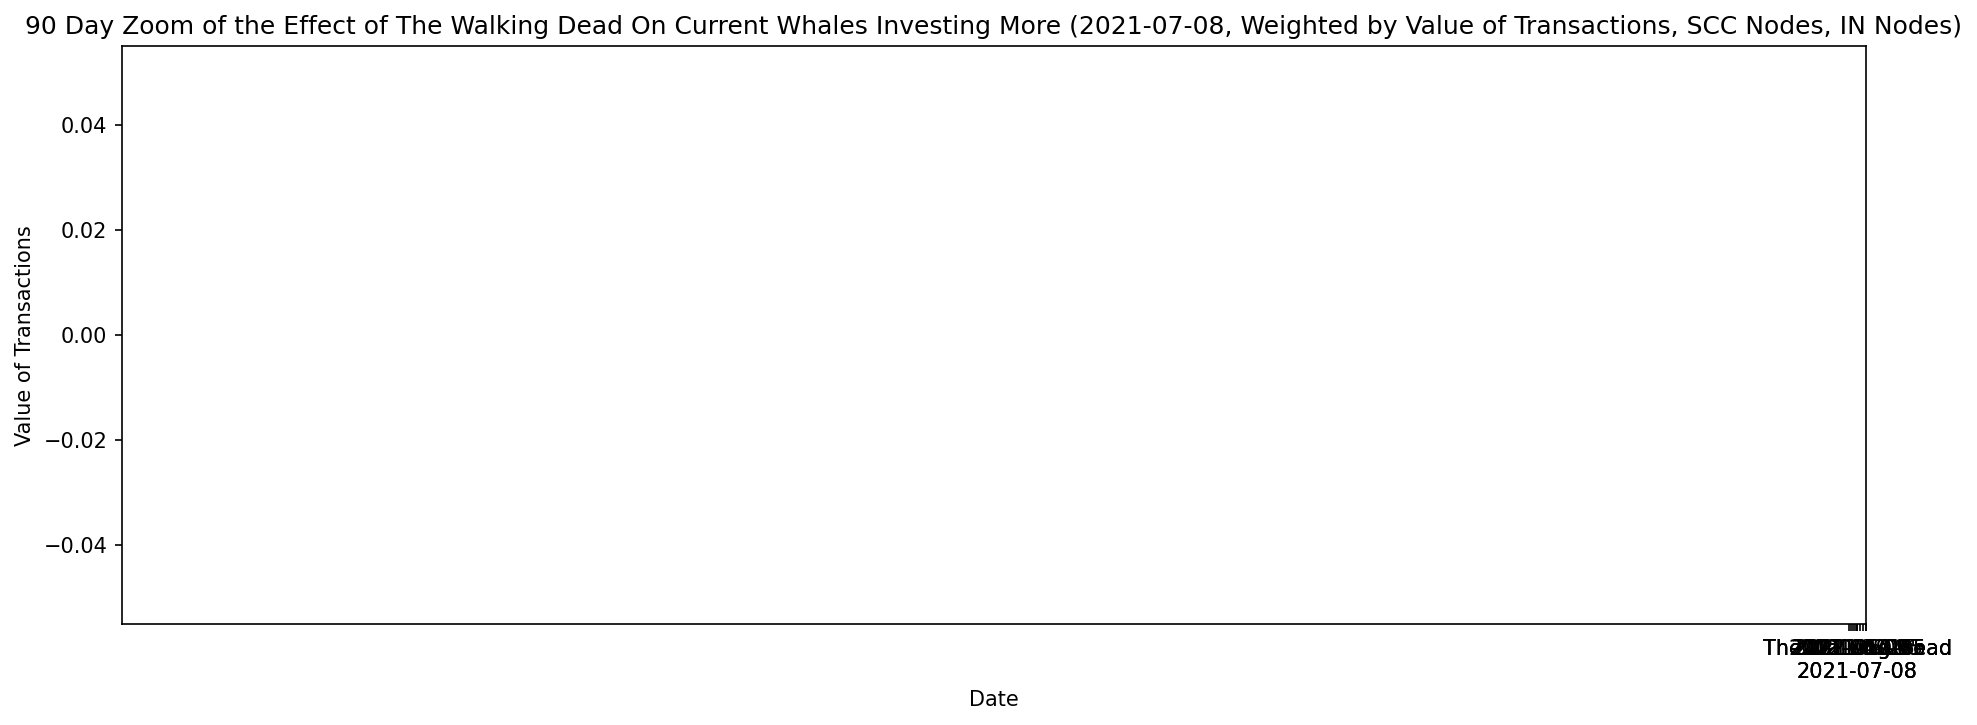 90 Day Zoom of the Effect of The Walking Dead On Current Whales Investing More (2021-07-08, Weighted by Value of Transactions, SCC Nodes, IN Nodes)
0.04
0.02
0.00
−0.02
−0.04
Value of Transactions
2021-07-08
Date